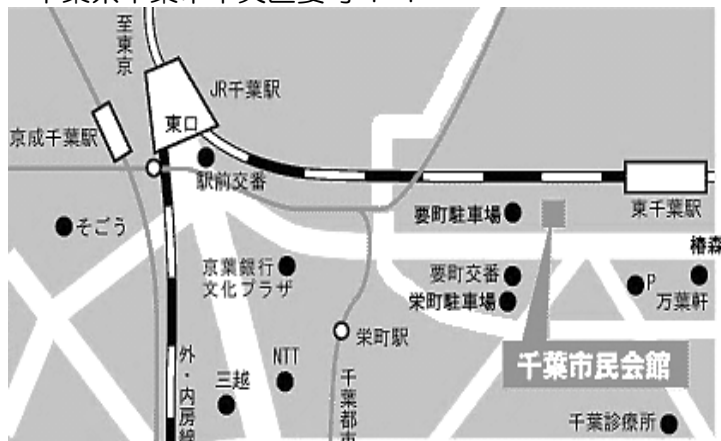 至東京
JR千葉駅
東口
京成千葉駅
駅前交番
そごう
要町駐車場
東千葉駅
椿森
京葉銀行
文化プラザ
要町交番
栄町駐車場
P
万葉軒
栄町駅
千葉市民会館
外・内房線
三越
NTT
千葉都市
千葉診療所